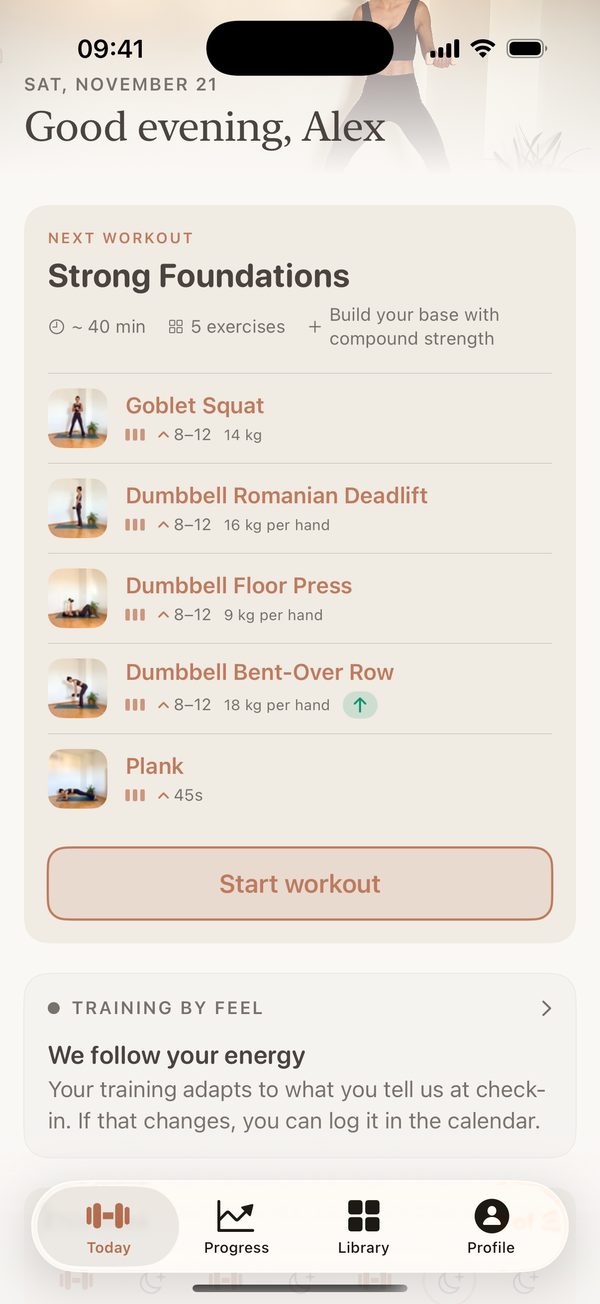 09:41
SAT, NOVEMBER 21
Good evening, Alex
NEXT WORKOUT
Strong Foundations
~ 40 min
5 exercises
Build your base with
compound strength
Goblet Squat
8–12 14 kg
Dumbbell Romanian Deadlift
8–12 16 kg per hand
Dumbbell Floor Press
8–12 9 kg per hand
Dumbbell Bent-Over Row
8–12 18 kg per hand
Plank
45s
Start workout
TRAINING BY FEEL
We follow your energy
Your training adapts to what you tell us at check-
in. If that changes, you can log it in the calendar.
Today
Progress
Library
Profile